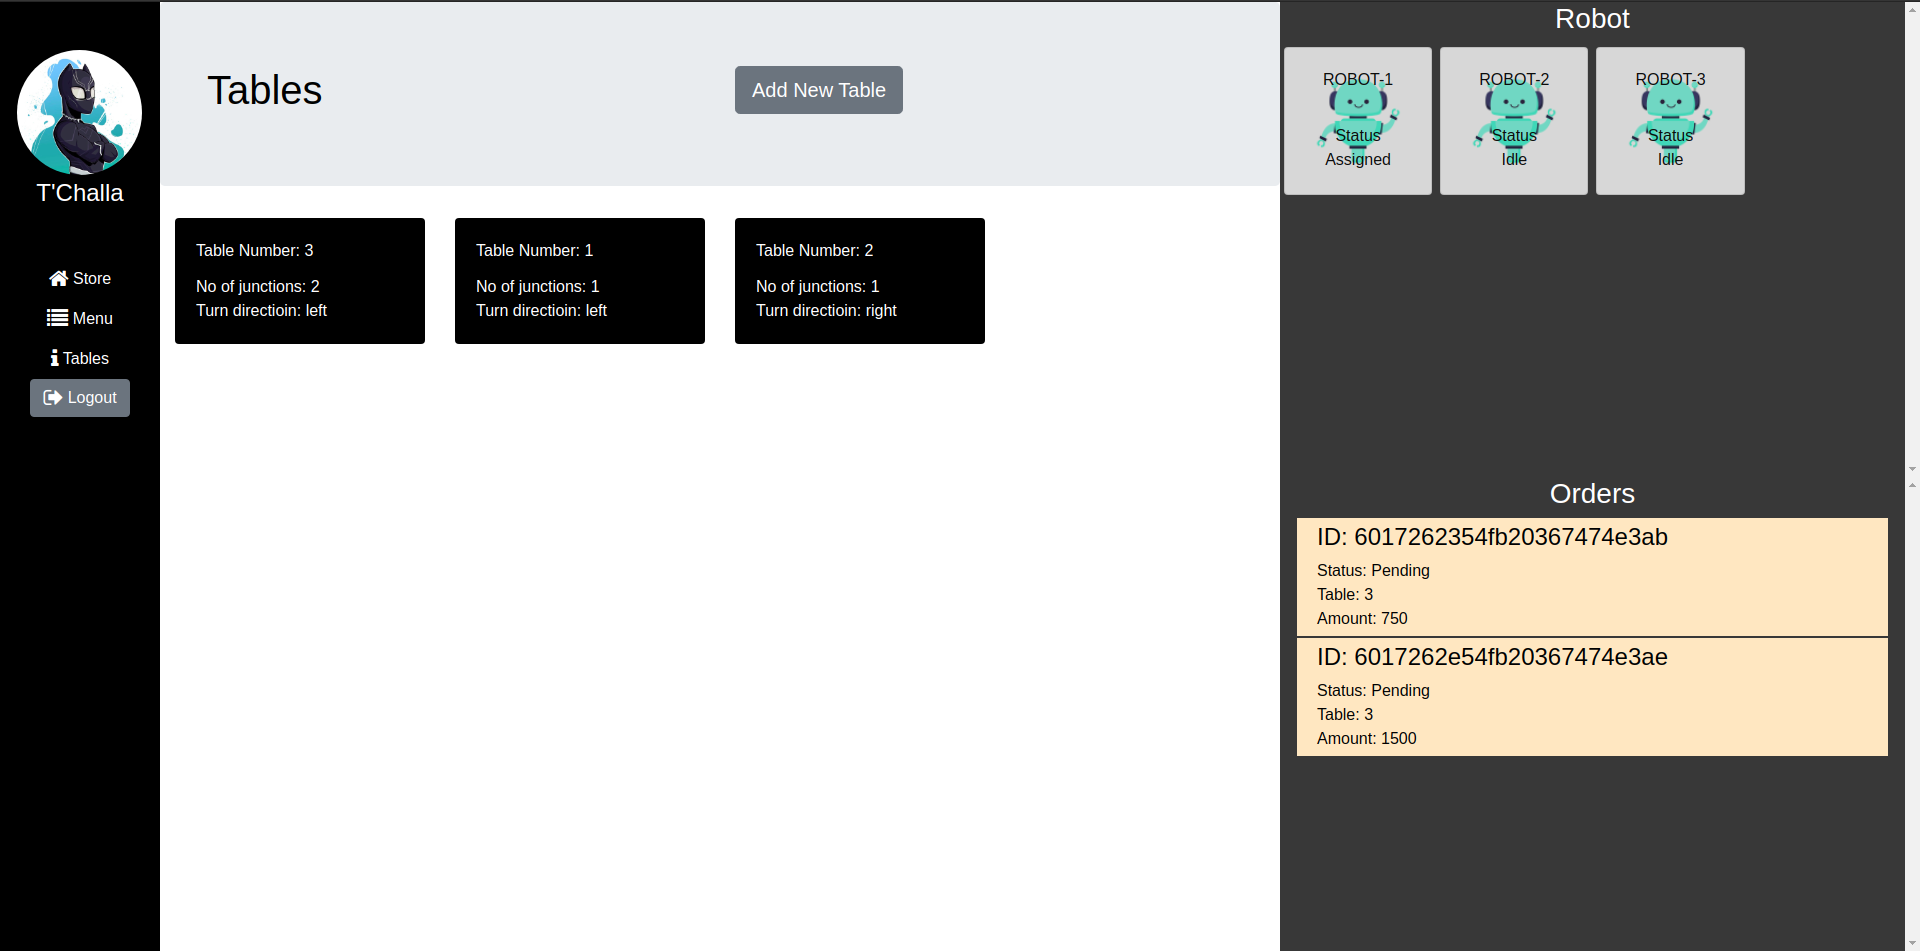 T'Challa
Store
Menu
Tables
Logout
Tables
Add New Table
Table Number: 3
No of junctions: 2
Turn directioin: left
Table Number: 1
No of junctions: 1
Turn directioin: left
Table Number: 2
No of junctions: 1
Turn directioin: right
Robot
ROBOT-1
Status
Assigned
ROBOT-2
Status
Idle
ROBOT-3
Status
Idle
Orders
ID: 6017262354fb20367474e3ab
Status: Pending
Table: 3
Amount: 750
ID: 6017262e54fb20367474e3ae
Status: Pending
Table: 3
Amount: 1500